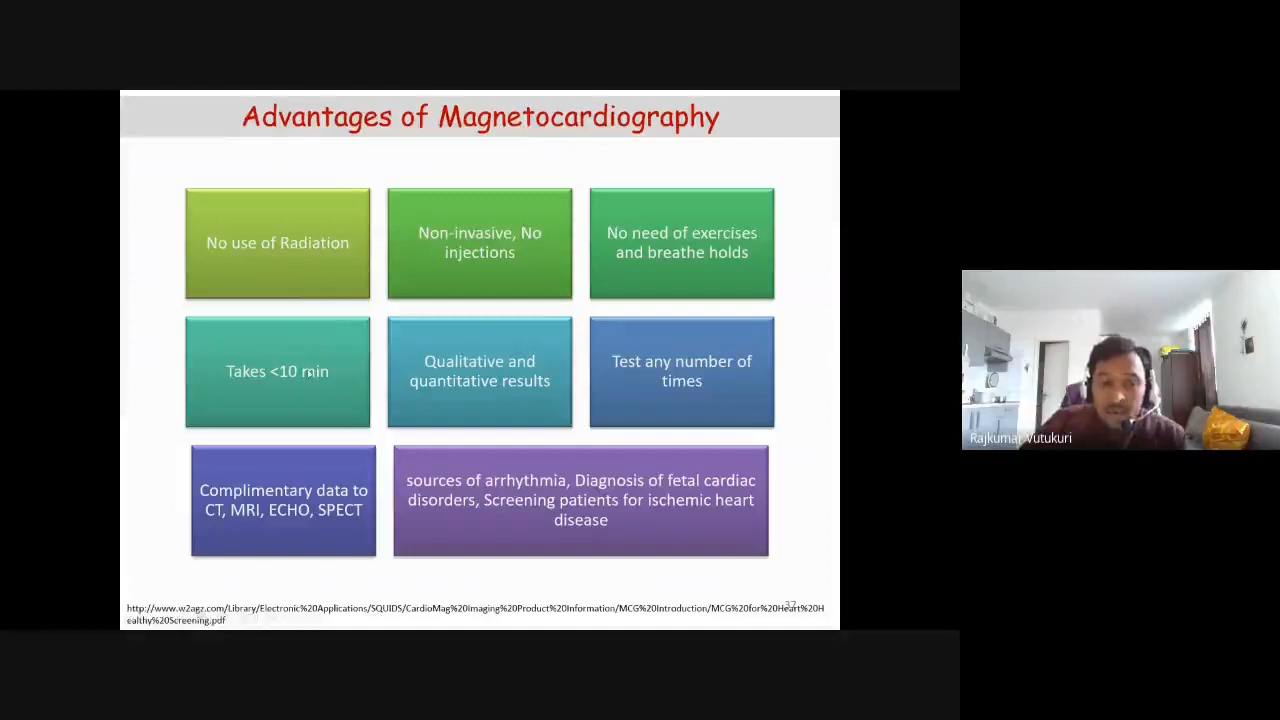 Advantages of Magnetocardiography
No use of Radiation
Non-invasive, No
injections
No need of exercises
and breathe holds
Takes <10 min
Qualitative and
quantitative results
Test any number of
times
Complimentary data to
CT, MRI, ECHO, SPECT
sources of arrhythmia, Diagnosis of fetal cardiac
disorders, Screening patients for ischemic heart
disease
37
http://www.w2agz.com/Library/Electronic%20Applications/SQUIDS/CardioMag%20Imaging%20Product%20Information/MCG%20Introduction/MCG%20for%20Heart%20H
ealthy%20Screening.pdf
Rajkumar Vutukuri